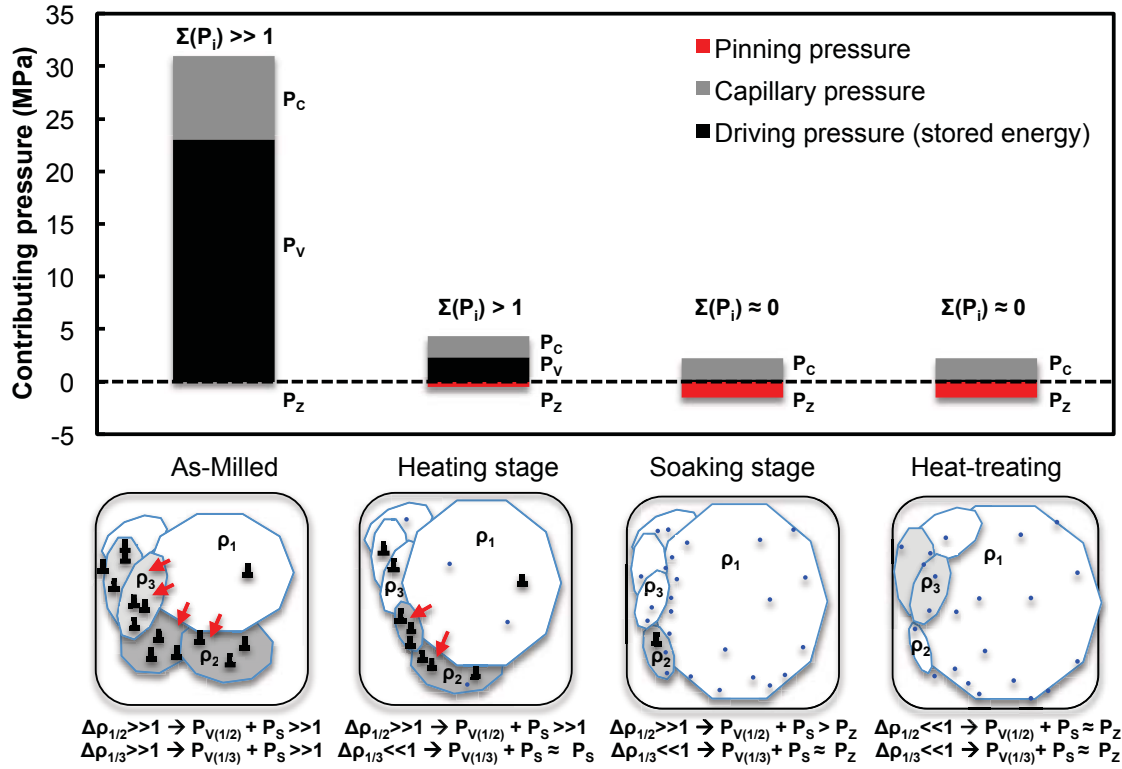 Contributing pressure (MPa)
35
30
25
20
15
10
5
0
-5
Σ(Pi) >> 1
PC
PV
PZ
Pinning pressure
Capillary pressure
Driving pressure (stored energy)
Σ(Pi) > 1
PC
PV
PZ
Σ(Pi) ≈ 0
PC
PZ
Σ(Pi) ≈ 0
PC
PZ
As-Milled
Heating stage
Soaking stage
Heat-treating
ρ1
ρ3
ρ2
ρ1
ρ3
ρ2
ρ1
ρ3
ρ2
ρ1
ρ3
ρ2
Δρ1/2>>1 → PV(1/2) + PS >>1
Δρ1/3>>1 → PV(1/3) + PS >>1
Δρ1/2>>1 → PV(1/2) + PS >>1
Δρ1/3<<1 → PV(1/3) + PS ≈ PS
Δρ1/2>>1 → PV(1/2) + PS > PZ
Δρ1/3<<1 → PV(1/3) + PS ≈ PZ
Δρ1/2<<1 → PV(1/2) + PS ≈ PZ
Δρ1/3<<1 → PV(1/3)+ PS ≈ PZ